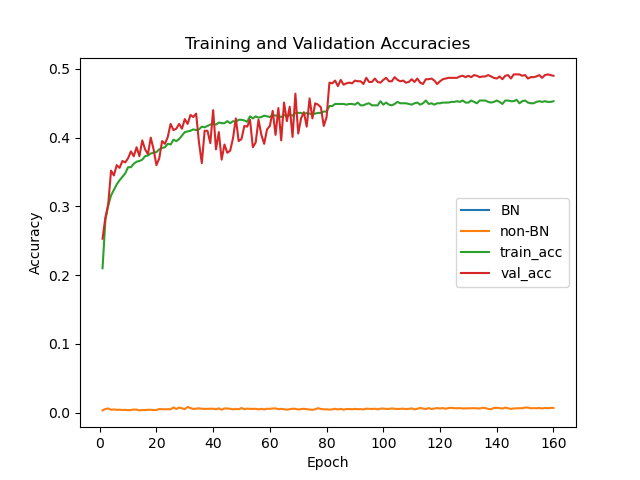 Training and Validation Accuracies
0.5
0.4
0.3
0.2
0.1
0.0
Accuracy
BN
non-BN
train_acc
val_acc
0 20 40 60 80 100 120 140 160
Epoch